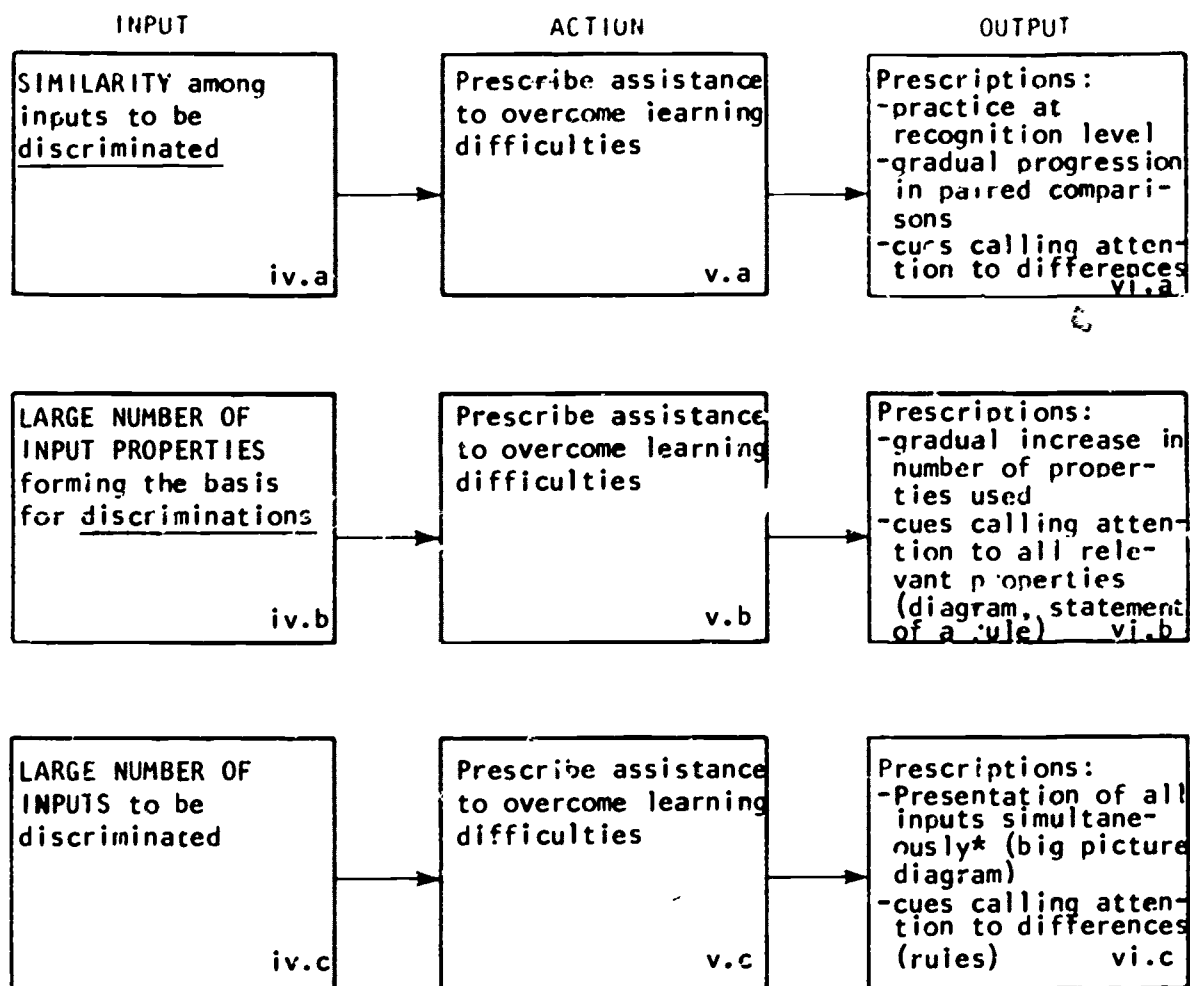 INPUT
ACTION
OUTPUT
SIMILARITY among
inputs to be
discriminated
iv.a
Prescribe assistance
to overcome learning
difficulties
v.a
Prescriptions:
-practice at
recognition level
-gradual progression
in paired compari-
sons
-cues calling atten-
tion to differences
vi.a
LARGE NUMBER OF
INPUT PROPERTIES
forming the basis
for discriminations
iv.b
Prescribe assistance
to overcome learning
difficulties
v.b
Prescriptions:
-gradual increase in
number of proper-
ties used
-cues calling atten-
tion to all rele-
vant properties
(diagram, statement
of a rule) vi.b
LARGE NUMBER OF
INPUTS to be
discriminated
iv.c
Prescribe assistance
to overcome learning
difficulties
v.c
Prescriptions:
-Presentation of all
inputs simultane-
ously* (big picture
diagram)
-cues calling atten-
tion to differences
(rules) vi.c